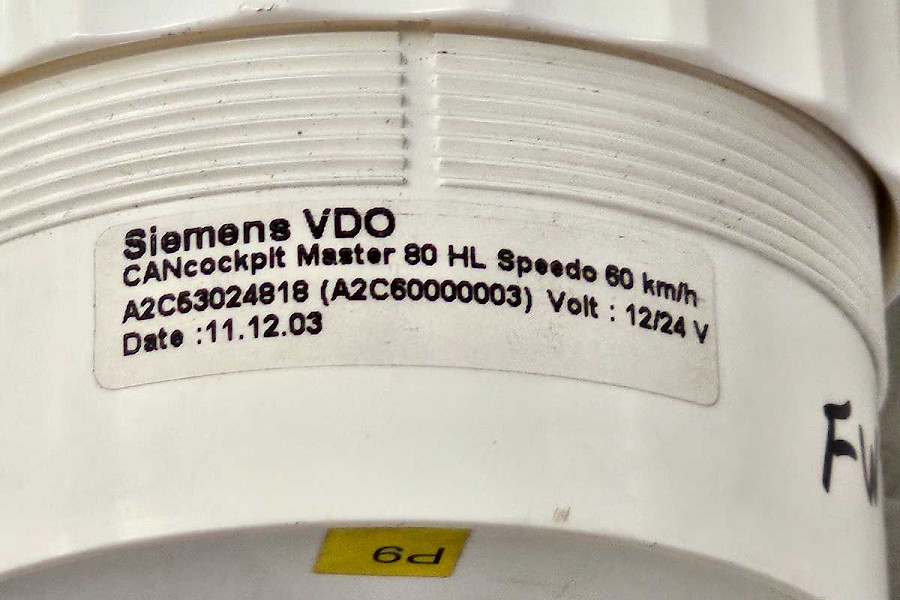 Siemens VDO
CANcockpit Master 80 HL Speedo 60 km/h
A2C53024818 (A2C60000003) Volt : 12/24 V
Date :11.12.03
FW
P9